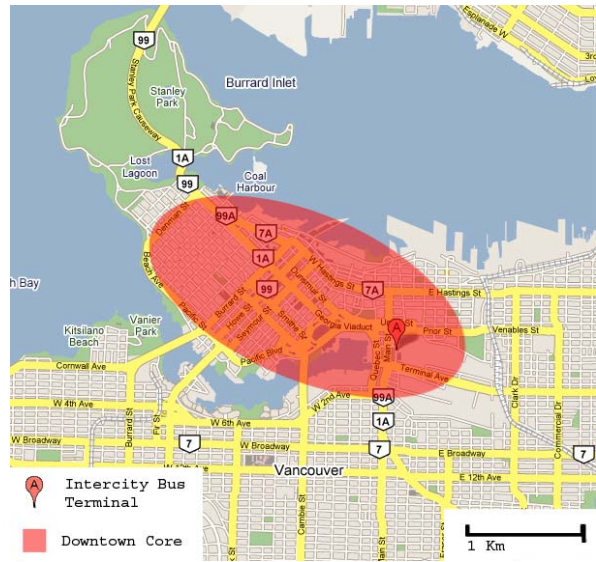 99
Stanley Park Causeway
Stanley
Park
Burrard Inlet
Esplanade W
3rd
Lost
Lagoon
1A
99
Coal
Harbour
Denman St
99A
7A
1A
99
Beach Ave
W Hastings St
7A
E Hastings St
h Bay
Burrard St
Dunsmuir St
Howe St
Seymour St
Smithe St
Georgia Viaduct
A
Union St
Prior St
Venables St
Vanier
Park
Kitsilano
Beach
Pacific St
Pacific Blvd
Quebec St
Main St
Terminal Ave
Cornwall Ave
W 2nd Ave
99A
W 4th Ave
W 6th Ave
1A
Clark Dr
Commercial Dr
Burrard St
Fir St
W Broadway
7
W Broadway
7
E Broadway
7
W 12th Ave
Vancouver
E 12th Ave
Cambie St
Main St
A
Intercity Bus
Terminal
Downtown Core
1 Km